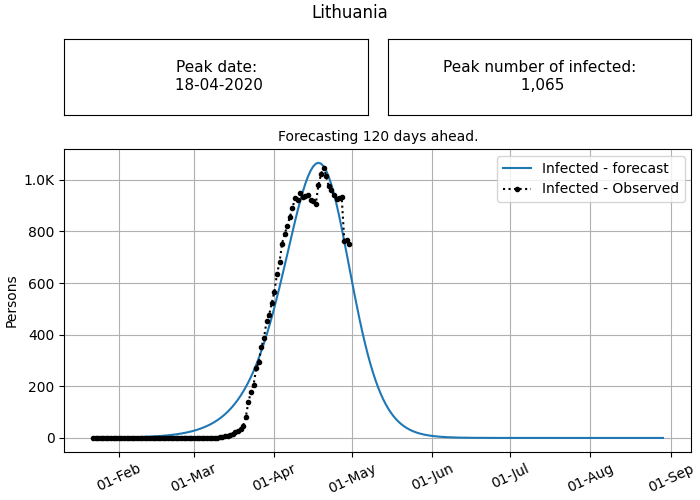 Lithuania
Peak date:
18-04-2020
Peak number of infected:
1,065
Forecasting 120 days ahead.
Infected - forecast
Infected - Observed
Persons
1.0K
800
600
400
200
0
01-Feb
01-Mar
01-Apr
01-May
01-Jun
01-Jul
01-Aug
01-Sep